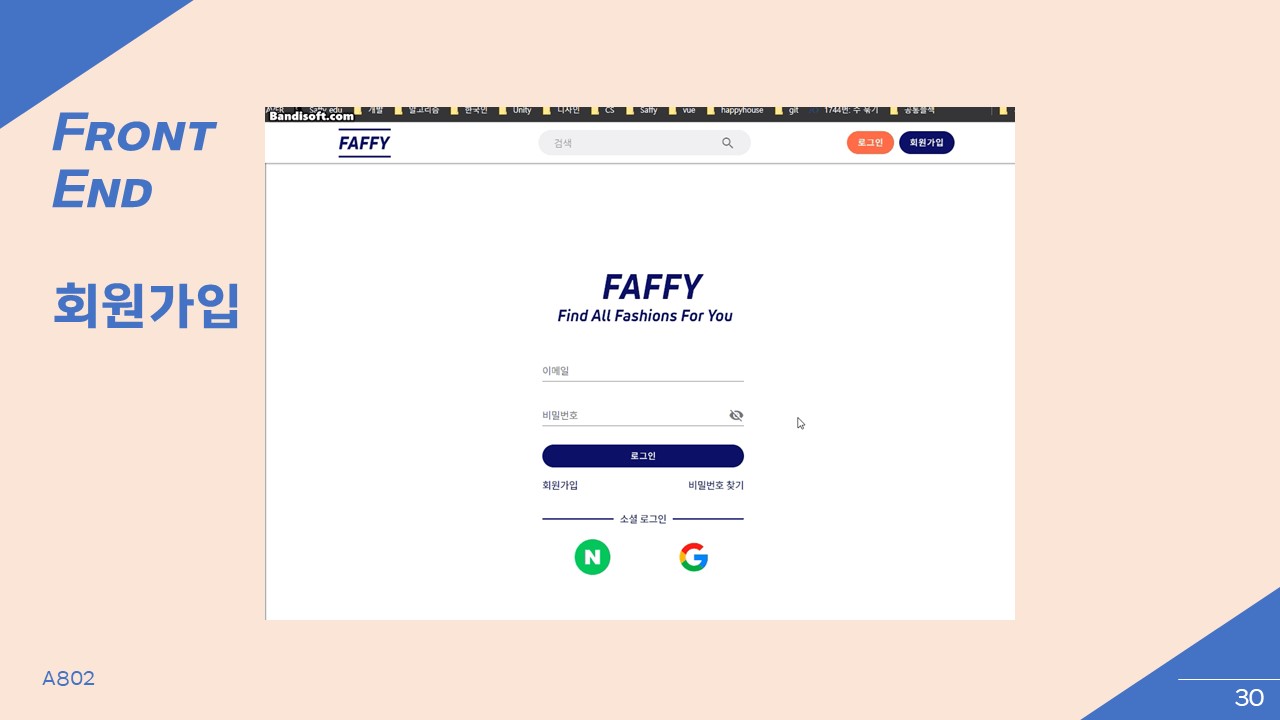 FRONT
END
회원가입
Saffy edu 개발 알고리즘 한국인 Unity 디자인 CS Saffy vue happyhouse git 1744번: 수 묶기 공통블랙
Bandisoft.com
FAFFY
검색
로그인
회원가입
FAFFY
Find All Fashions For You
이메일
비밀번호
로그인
회원가입
비밀번호 찾기
소셜 로그인
N
G
A802
30